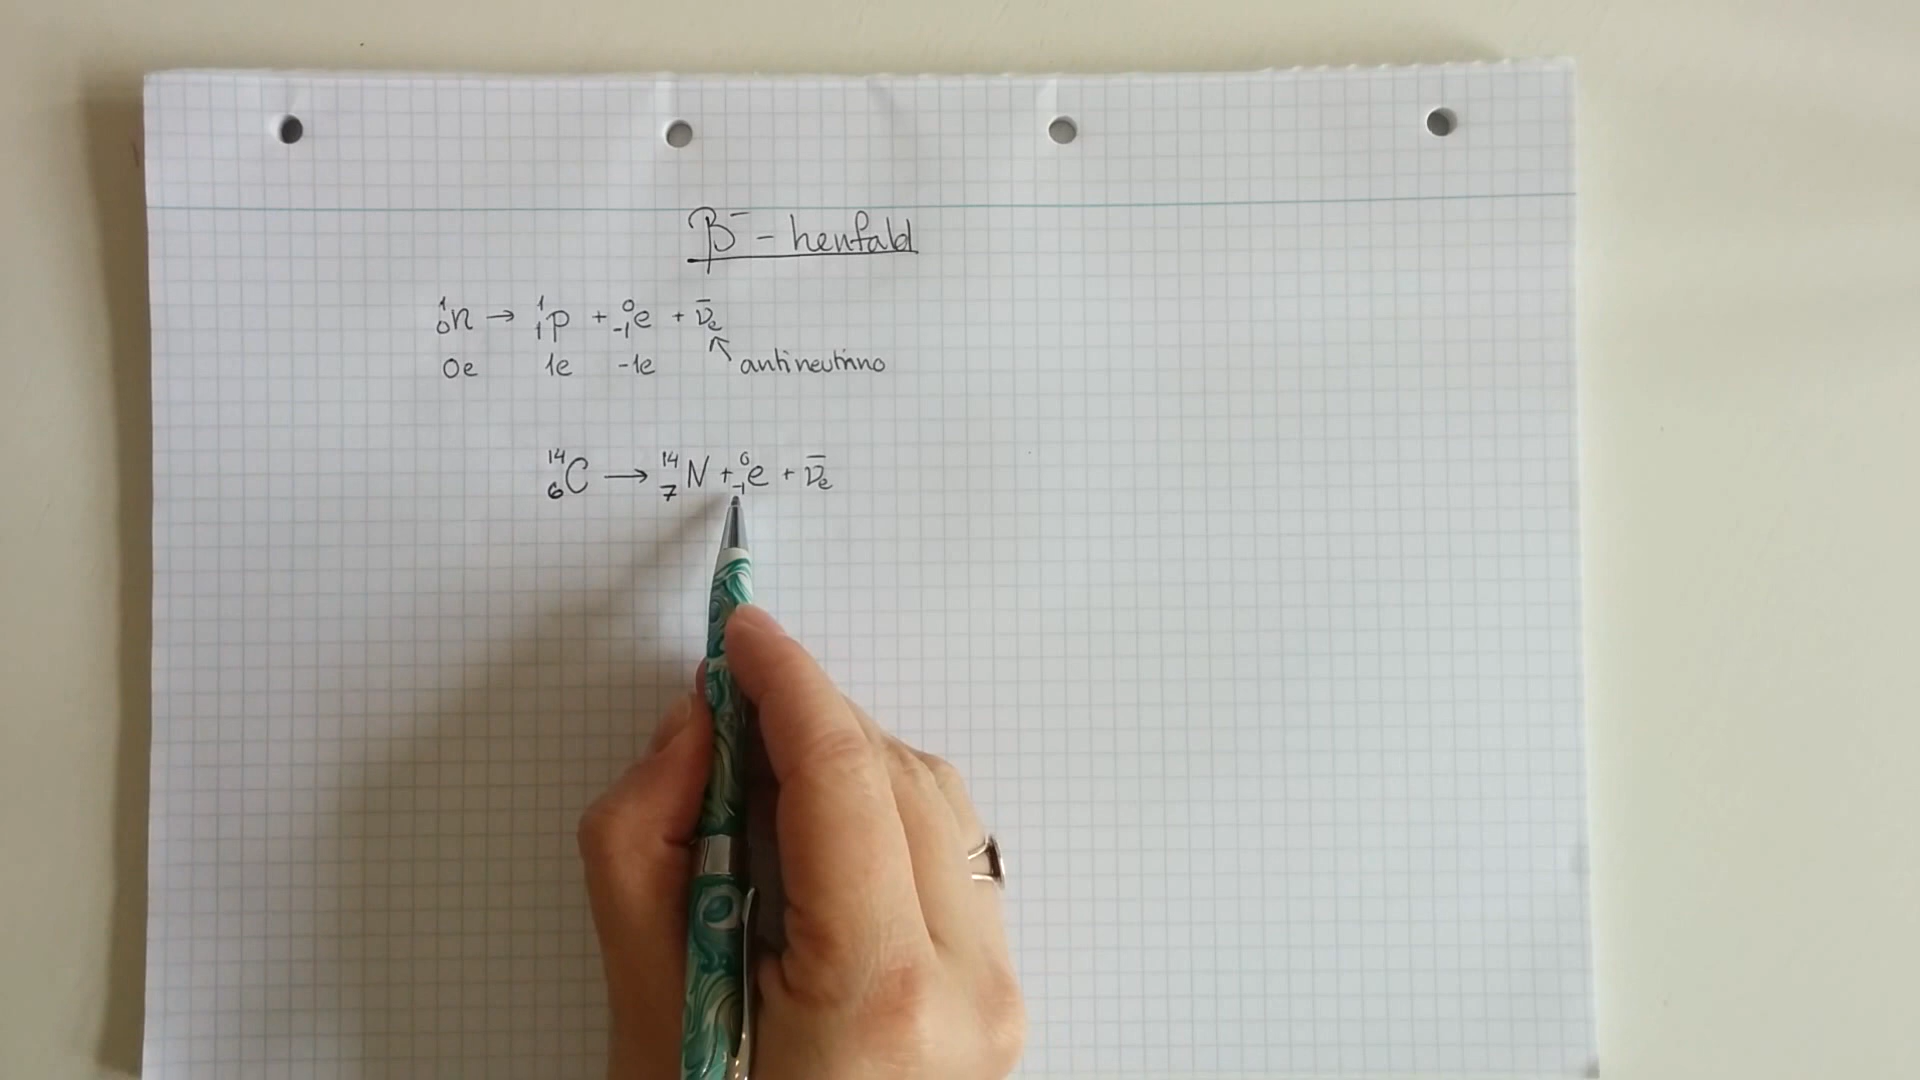 β⁻ - henfald
¹₀n → ¹₁p + ⁰₋₁e + ν̄ₑ
0e 1e -1e antineutrino
¹⁴₆C → ¹⁴₇N + ⁰₋₁e + ν̄ₑ